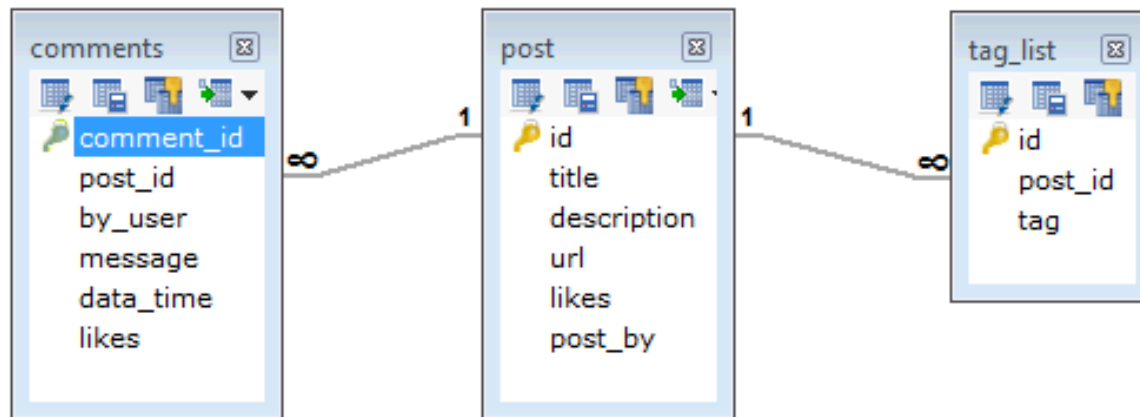 comments
comment_id
post_id
by_user
message
data_time
likes
∞
1
post
id
title
description
url
likes
post_by
1
∞
tag_list
id
post_id
tag